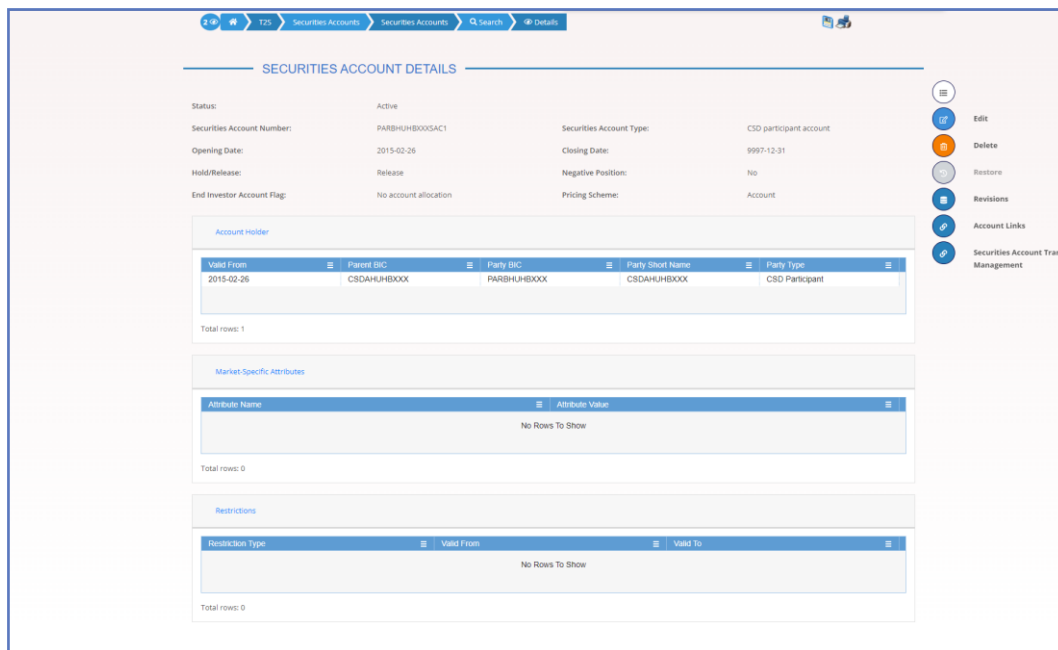 2 T2S Securities Accounts Securities Accounts Search Details
SECURITIES ACCOUNT DETAILS
Status: Active
Securities Account Number: PARBHUHBXXXSAC1 Securities Account Type: CSD participant account
Opening Date: 2015-02-26 Closing Date: 9997-12-31
Hold/Release: Release Negative Position: No
End Investor Account Flag: No account allocation Pricing Scheme: Account
Edit
Delete
Restore
Revisions
Account Links
Securities Account Tran
Management
Account Holder
Valid From Parent BIC Party BIC Party Short Name Party Type
2015-02-26 CSDAHUHBXXX PARBHUHBXXX CSDAHUHBXXX CSD Participant
Total rows: 1
Market-Specific Attributes
Attribute Name Attribute Value
No Rows To Show
Total rows: 0
Restrictions
Restriction Type Valid From Valid To
No Rows To Show
Total rows: 0